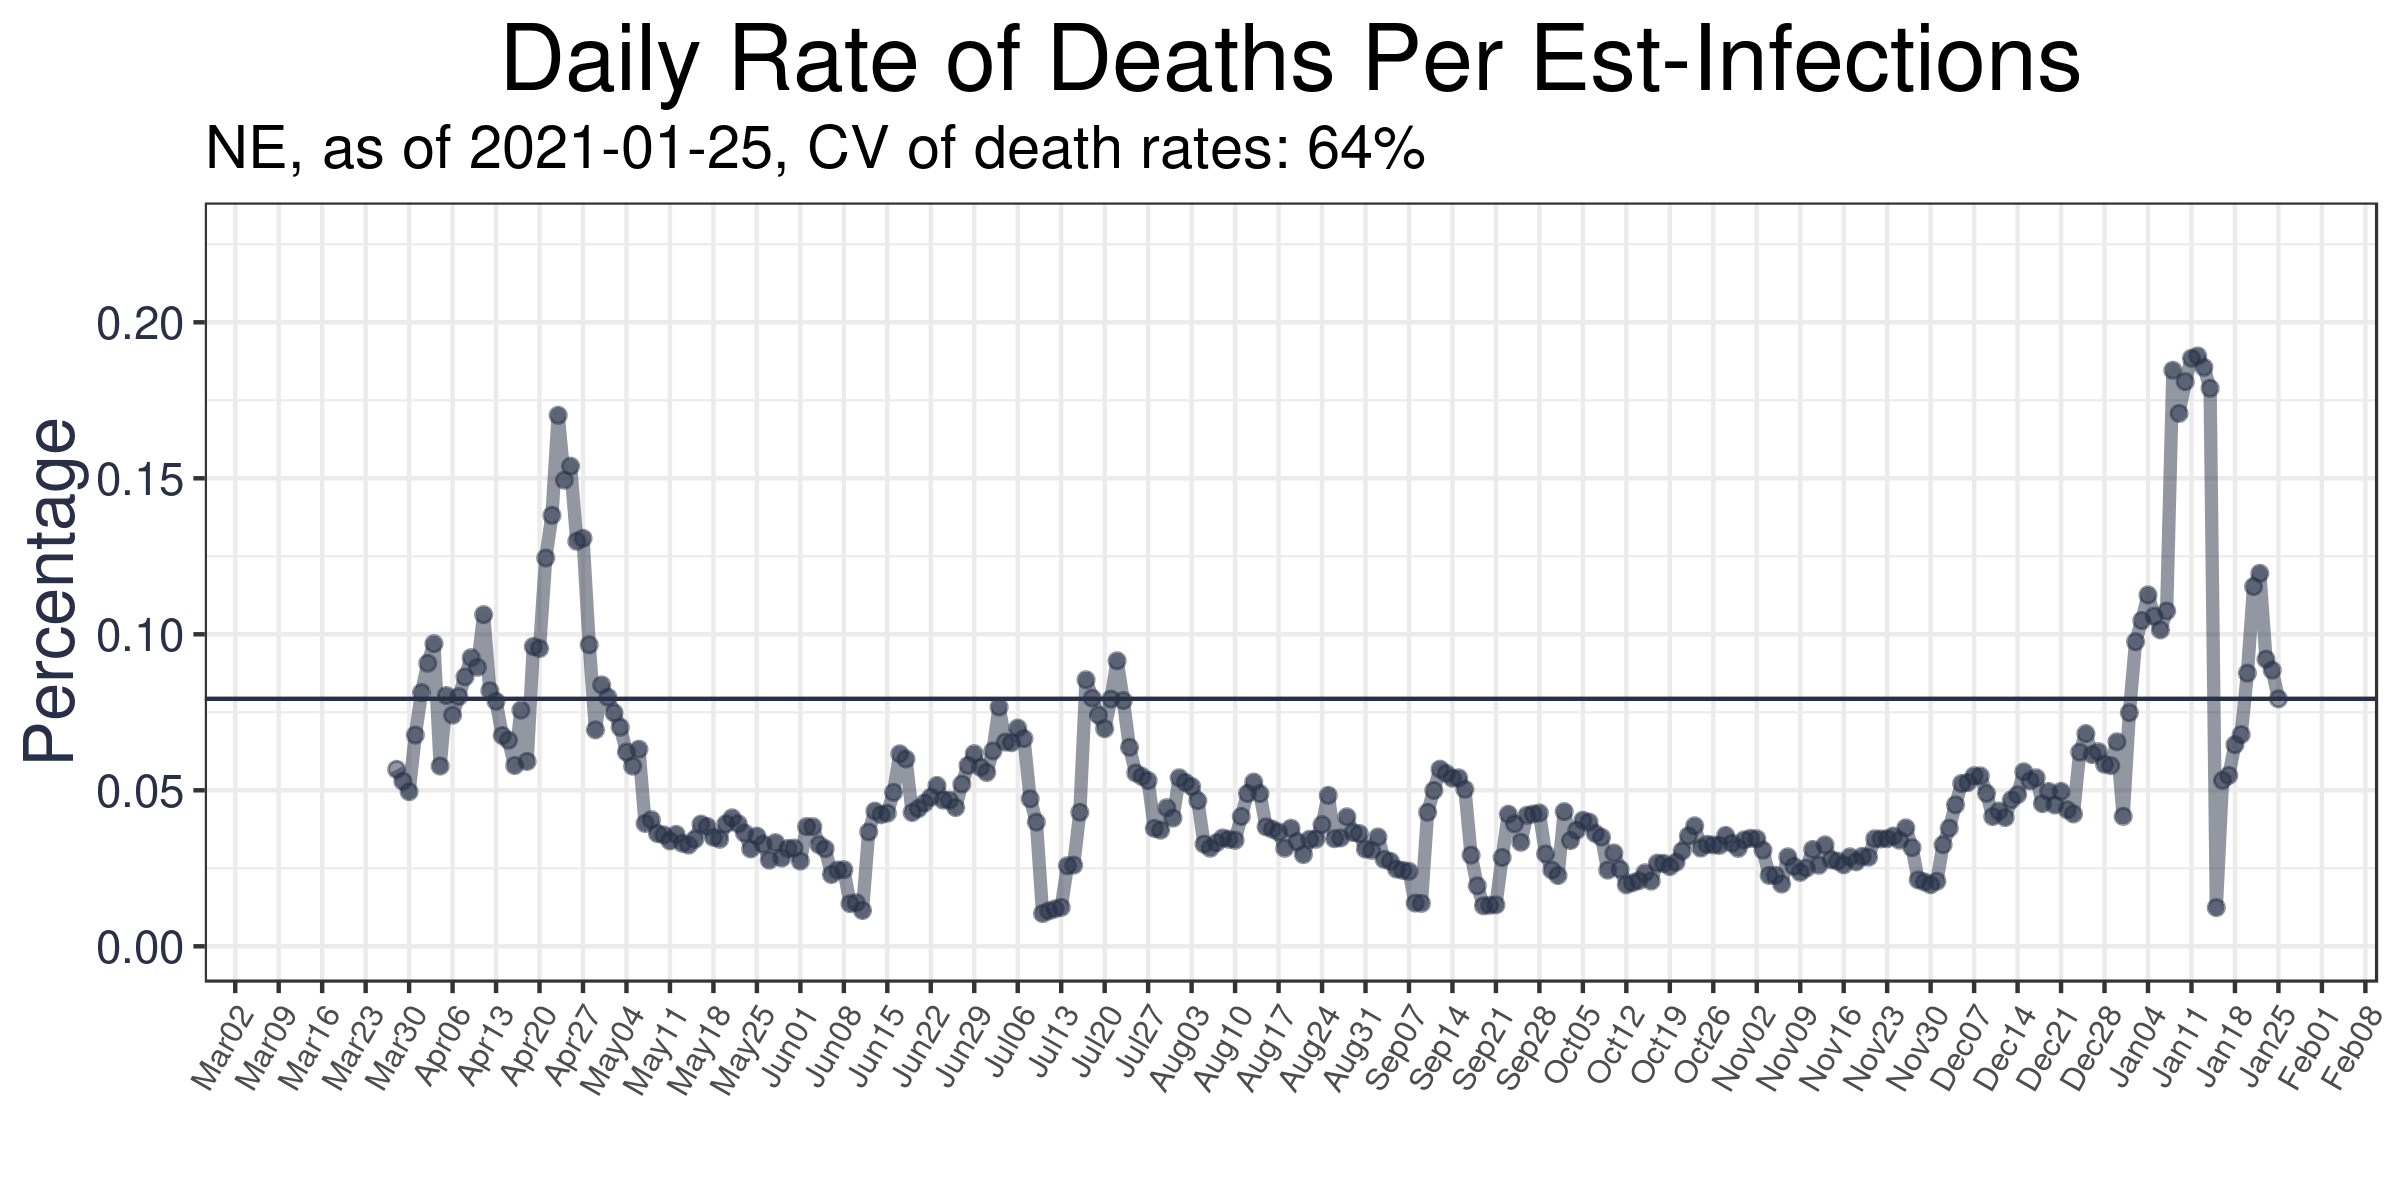 Daily Rate of Deaths Per Est-Infections
NE, as of 2021-01-25, CV of death rates: 64%
Percentage
0.20
0.15
0.10
0.05
0.00
Mar02
Mar09
Mar16
Mar23
Mar30
Apr06
Apr13
Apr20
Apr27
May04
May11
May18
May25
Jun01
Jun08
Jun15
Jun22
Jun29
Jul06
Jul13
Jul20
Jul27
Aug03
Aug10
Aug17
Aug24
Aug31
Sep07
Sep14
Sep21
Sep28
Oct05
Oct12
Oct19
Oct26
Nov02
Nov09
Nov16
Nov23
Nov30
Dec07
Dec14
Dec21
Dec28
Jan04
Jan11
Jan18
Jan25
Feb01
Feb08